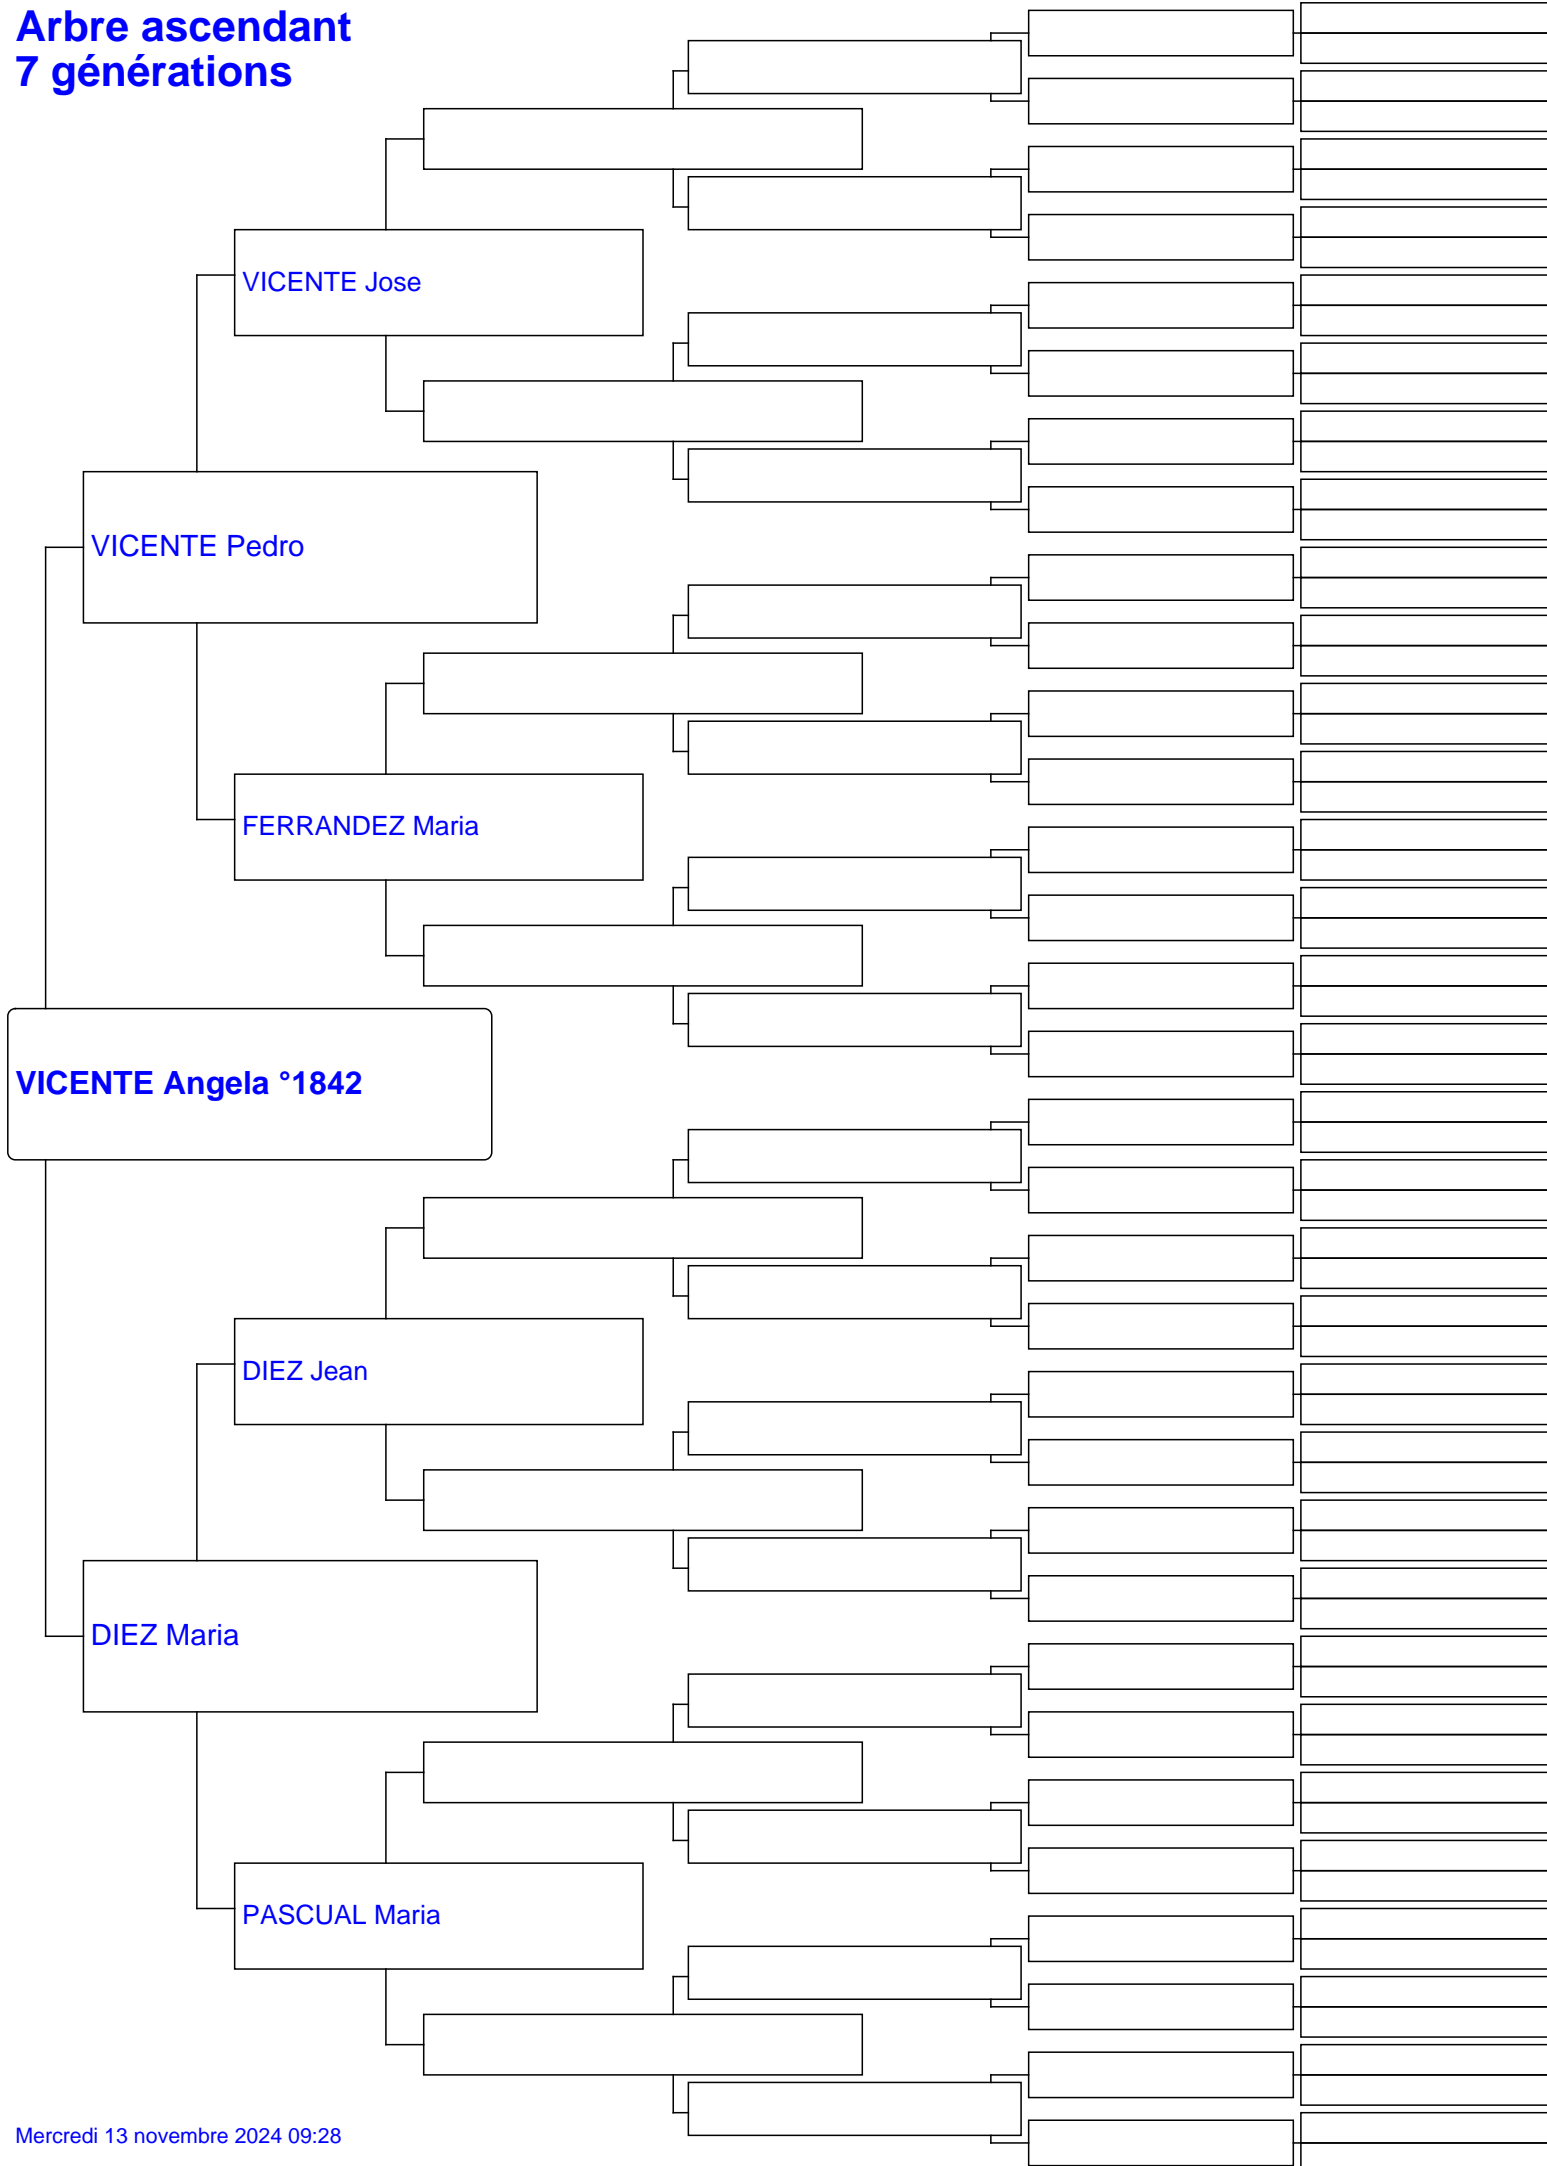 Arbre ascendant
7 générations
VICENTE Jose
VICENTE Pedro
FERRANDEZ Maria
VICENTE Angela °1842
DIEZ Jean
DIEZ Maria
PASCUAL Maria
Mercredi 13 novembre 2024 09:28